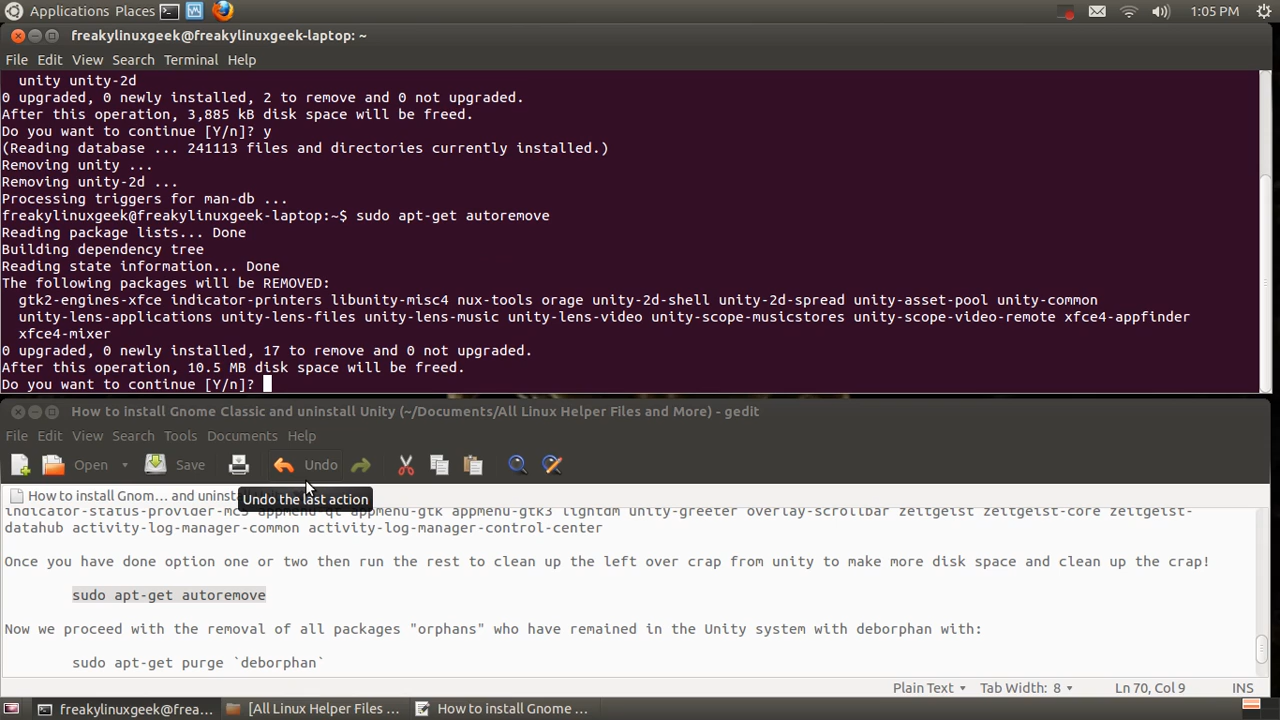 Applications Places 1:05 PM
freakylinuxgeek@freakylinuxgeek-laptop: ~
File Edit View Search Terminal Help
unity unity-2d
0 upgraded, 0 newly installed, 2 to remove and 0 not upgraded.
After this operation, 3,885 kB disk space will be freed.
Do you want to continue [Y/n]? y
(Reading database ... 241113 files and directories currently installed.)
Removing unity ...
Removing unity-2d ...
Processing triggers for man-db ...
freakylinuxgeek@freakylinuxgeek-laptop:~$ sudo apt-get autoremove
Reading package lists... Done
Building dependency tree
Reading state information... Done
The following packages will be REMOVED:
gtk2-engines-xfce indicator-printers libunity-misc4 nux-tools orage unity-2d-shell unity-2d-spread unity-asset-pool unity-common
unity-lens-applications unity-lens-files unity-lens-music unity-lens-video unity-scope-musicstores unity-scope-video-remote xfce4-appfinder
xfce4-mixer
0 upgraded, 0 newly installed, 17 to remove and 0 not upgraded.
After this operation, 10.5 MB disk space will be freed.
Do you want to continue [Y/n]?
How to install Gnome Classic and uninstall Unity (~/Documents/All Linux Helper Files and More) - gedit
File Edit View Search Tools Documents Help
Open Save Undo
How to install Gnom... and uninst
Undo the last action
indicator-status-provider-mc5 appmenu-qt appmenu-gtk appmenu-gtk3 lightdm unity-greeter overlay-scrollbar zeitgeist zeitgeist-core zeitgeist-
datahub activity-log-manager-common activity-log-manager-control-center
Once you have done option one or two then run the rest to clean up the left over crap from unity to make more disk space and clean up the crap!
sudo apt-get autoremove
Now we proceed with the removal of all packages "orphans" who have remained in the Unity system with deborphan with:
sudo apt-get purge `deborphan`
Plain Text Tab Width: 8 Ln 70, Col 9 INS
freakylinuxgeek@frea... [All Linux Helper Files ... How to install Gnome ...